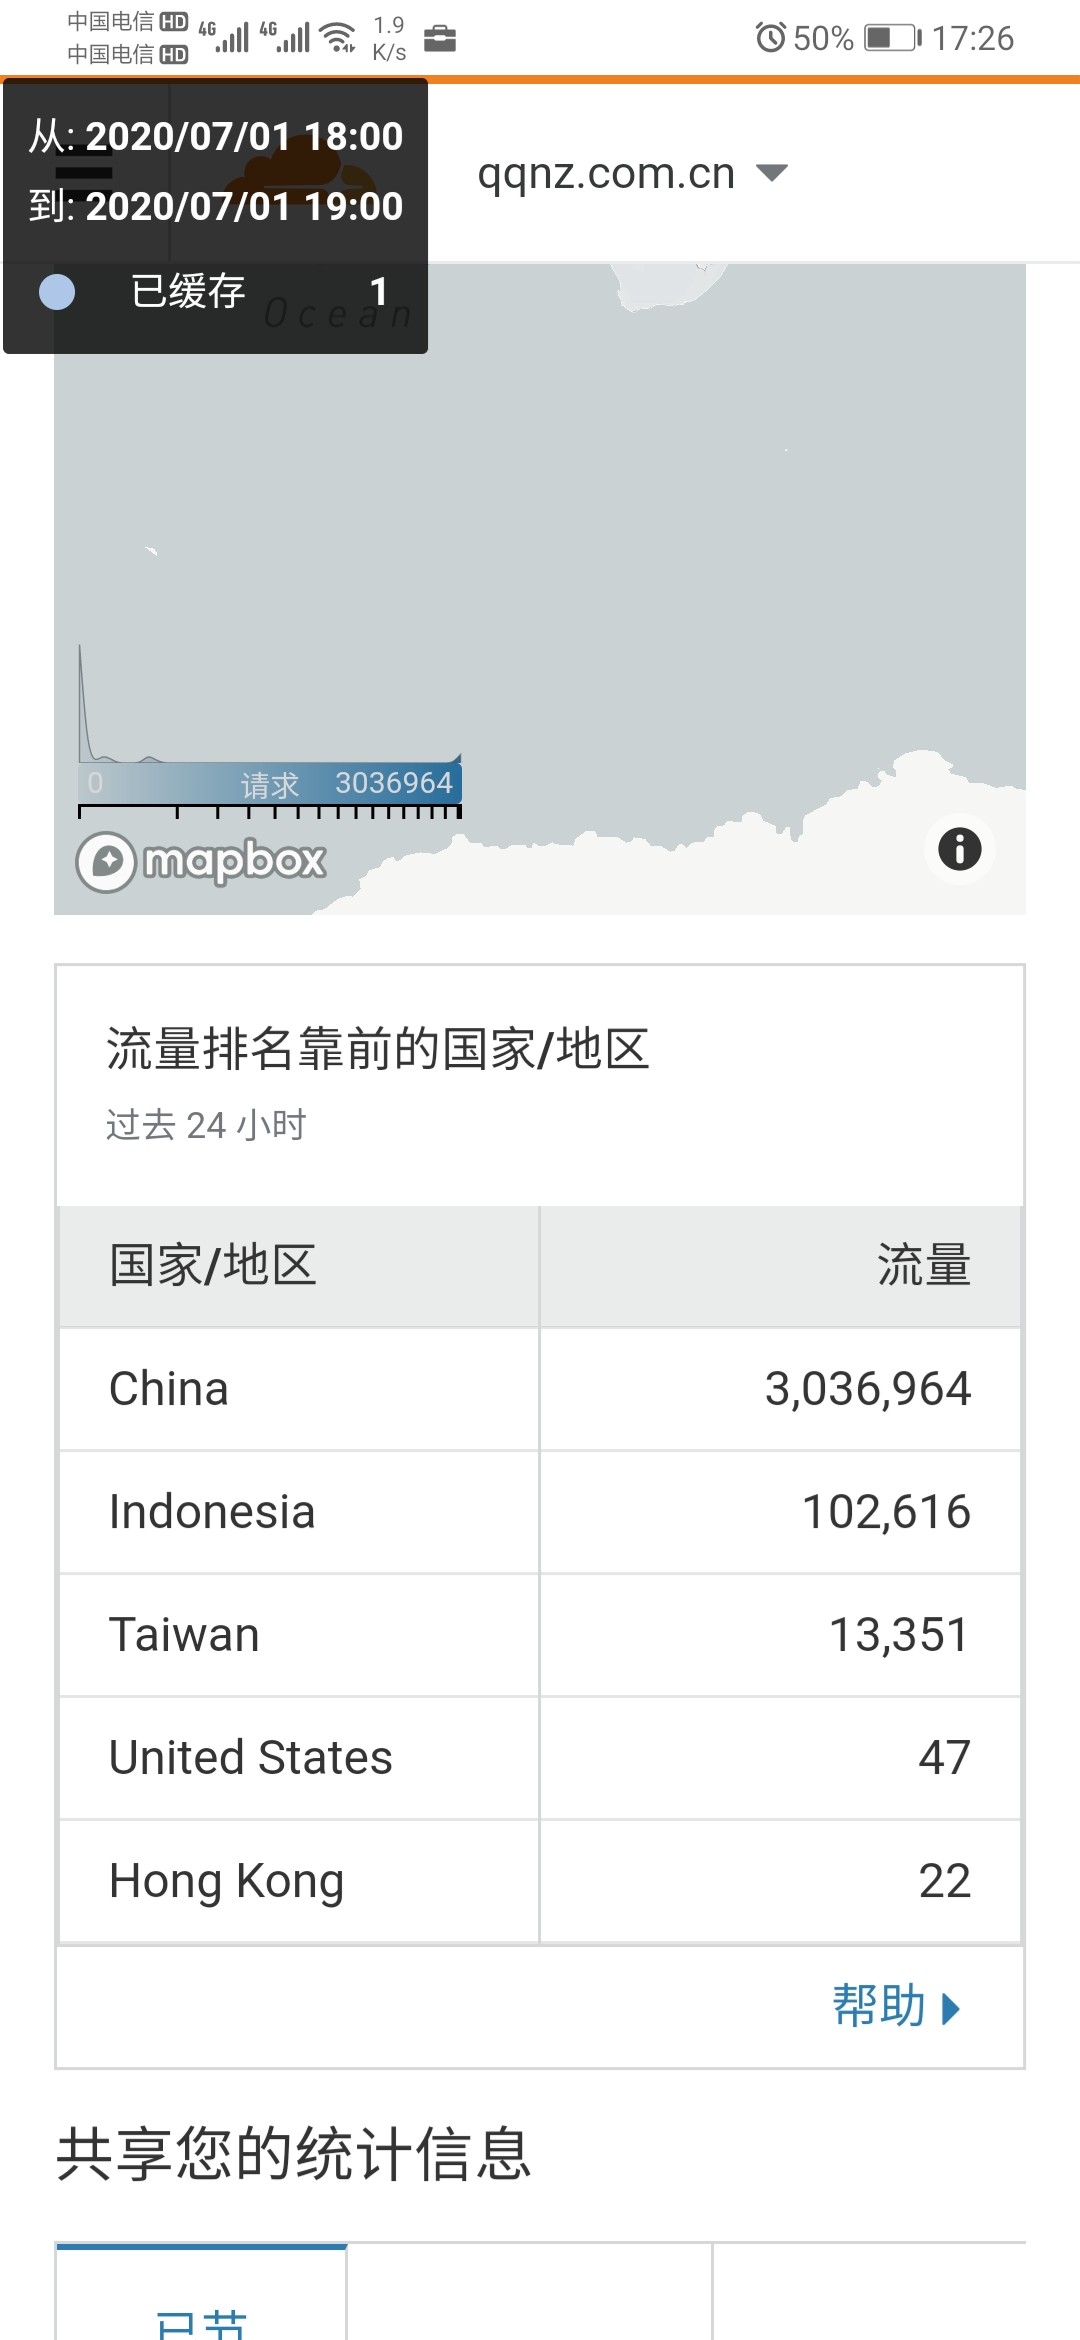 中国电信 HD 4G 4G 1.9 K/s 50% 17:26
中国电信 HD
从: 2020/07/01 18:00
到: 2020/07/01 19:00
已缓存 1
qqnz.com.cn
Ocean
0 请求 3036964
mapbox
流量排名靠前的国家/地区
过去 24 小时
国家/地区 流量
China 3,036,964
Indonesia 102,616
Taiwan 13,351
United States 47
Hong Kong 22
帮助
共享您的统计信息
已节